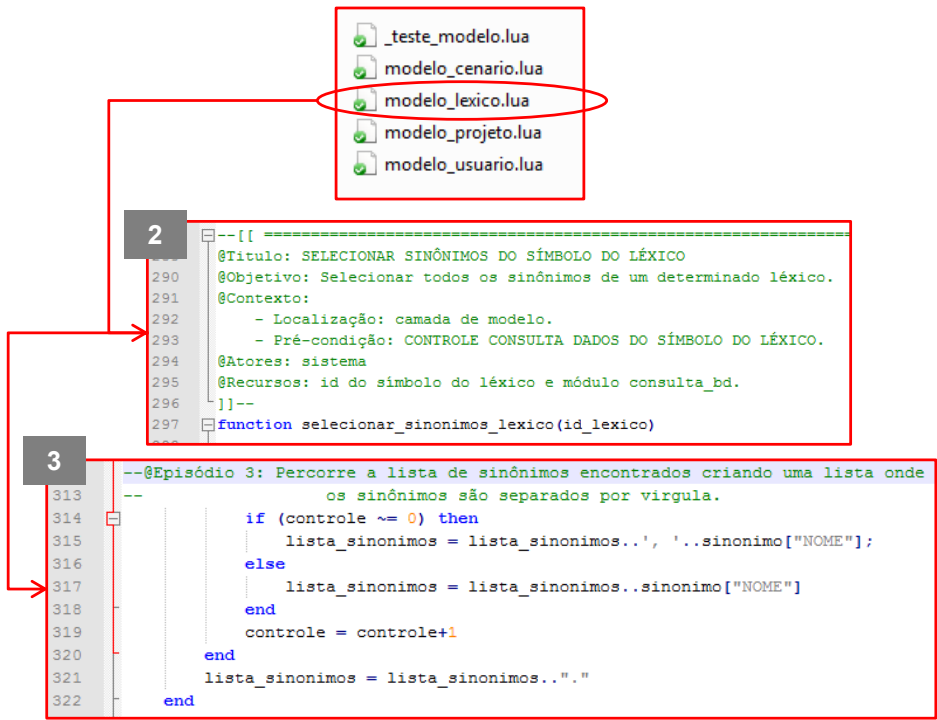 _teste_modelo.lua
modelo_cenario.lua
modelo_lexico.lua
modelo_projeto.lua
modelo_usuario.lua
2
--[[ ==============================================================
@Titulo: SELECIONAR SINÔNIMOS DO SÍMBOLO DO LÉXICO
290 @Objetivo: Selecionar todos os sinônimos de um determinado léxico.
291 @Contexto:
292 - Localização: camada de modelo.
293 - Pré-condição: CONTROLE CONSULTA DADOS DO SÍMBOLO DO LÉXICO.
294 @Atores: sistema
295 @Recursos: id do símbolo do léxico e módulo consulta_bd.
296 ]]--
297 function selecionar_sinonimos_lexico(id_lexico)
3
--@Episódio 3: Percorre a lista de sinônimos encontrados criando uma lista onde
313 -- os sinônimos são separados por virgula.
314 if (controle ~= 0) then
315 lista_sinonimos = lista_sinonimos..', '..sinonimo["NOME"];
316 else
317 lista_sinonimos = lista_sinonimos..sinonimo["NOME"]
318 end
319 controle = controle+1
320 end
321 lista_sinonimos = lista_sinonimos.."."
322 end